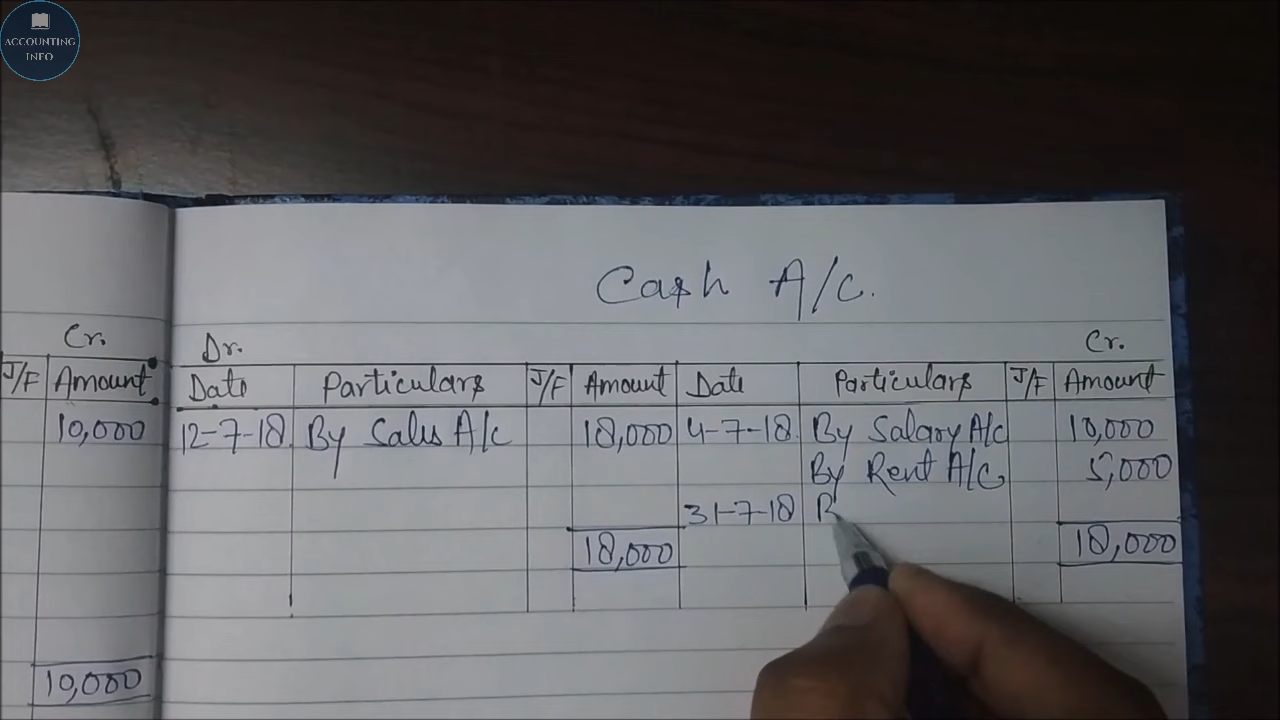 ACCOUNTING
INFO
Cash A/c.
Cr.
Dr.
Cr.
J/F Amount Date Particulars J/F Amount Date Particulars J/F Amount
10,000 12-7-18. By Sales A/c 18,000 4-7-18. By Salary A/c 10,000
By Rent A/c 5,000
31-7-18 B
18,000 18,000
10,000